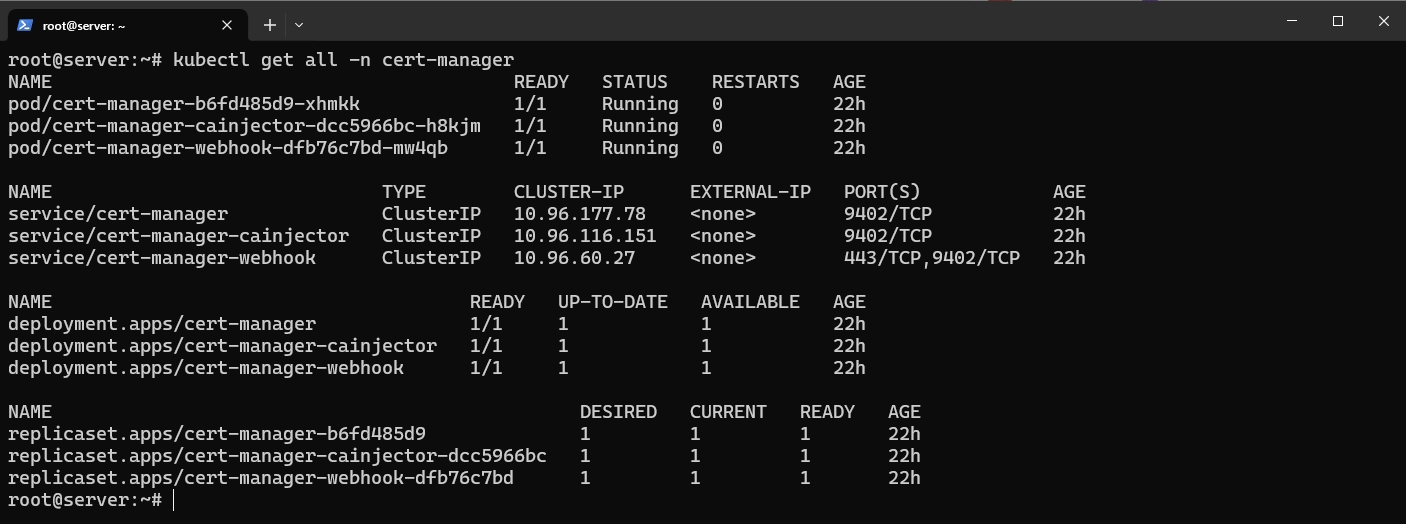 root@server: ~
root@server:~# kubectl get all -n cert-manager
NAME                                          READY   STATUS    RESTARTS   AGE
pod/cert-manager-b6fd485d9-xhmkk              1/1     Running   0          22h
pod/cert-manager-cainjector-dcc5966bc-h8kjm   1/1     Running   0          22h
pod/cert-manager-webhook-dfb76c7bd-mw4qb      1/1     Running   0          22h
NAME                              TYPE        CLUSTER-IP      EXTERNAL-IP   PORT(S)            AGE
service/cert-manager              ClusterIP   10.96.177.78    <none>        9402/TCP           22h
service/cert-manager-cainjector   ClusterIP   10.96.116.151   <none>        9402/TCP           22h
service/cert-manager-webhook      ClusterIP   10.96.60.27     <none>        443/TCP,9402/TCP   22h
NAME                                      READY   UP-TO-DATE   AVAILABLE   AGE
deployment.apps/cert-manager              1/1     1            1           22h
deployment.apps/cert-manager-cainjector   1/1     1            1           22h
deployment.apps/cert-manager-webhook      1/1     1            1           22h
NAME                                                DESIRED   CURRENT   READY   AGE
replicaset.apps/cert-manager-b6fd485d9              1         1         1       22h
replicaset.apps/cert-manager-cainjector-dcc5966bc   1         1         1       22h
replicaset.apps/cert-manager-webhook-dfb76c7bd      1         1         1       22h
root@server:~#